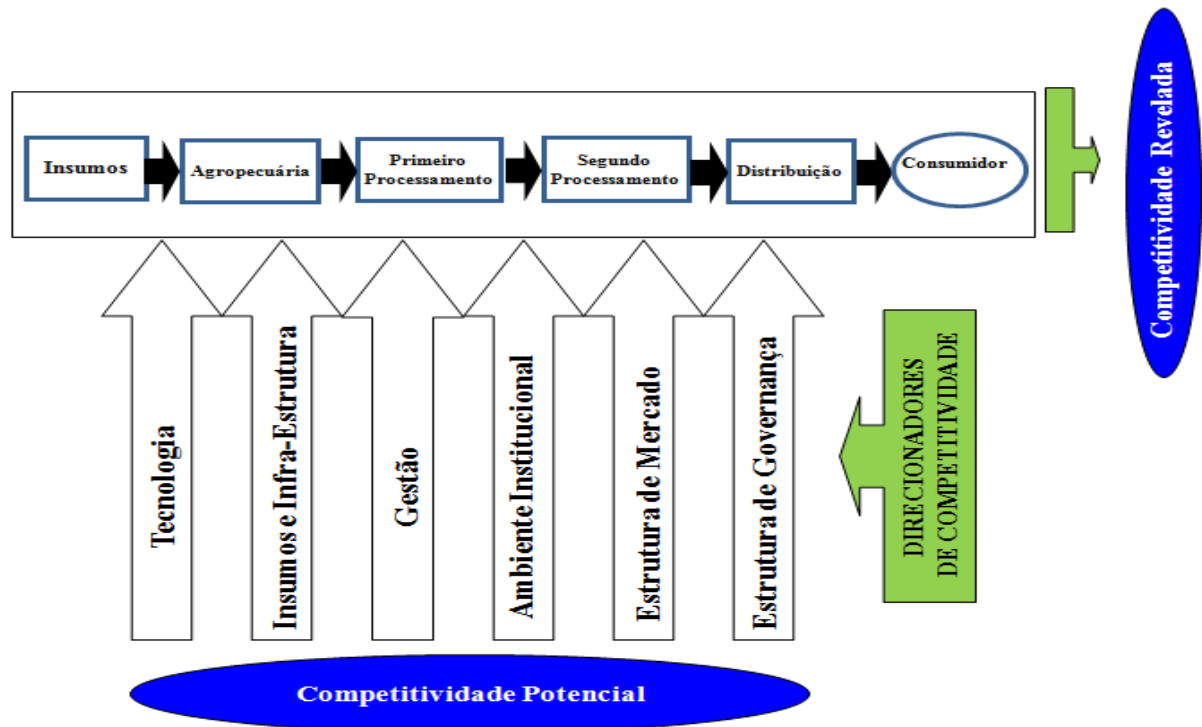 Insumos
Agropecuária
Primeiro
Processamento
Segundo
Processamento
Distribuição
Consumidor
Competitividade Revelada
Tecnologia
Insumos e Infra-Estrutura
Gestão
Ambiente Institucional
Estrutura de Mercado
Estrutura de Governança
DIRECIONADORES
DE COMPETITIVIDADE
Competitividade Potencial